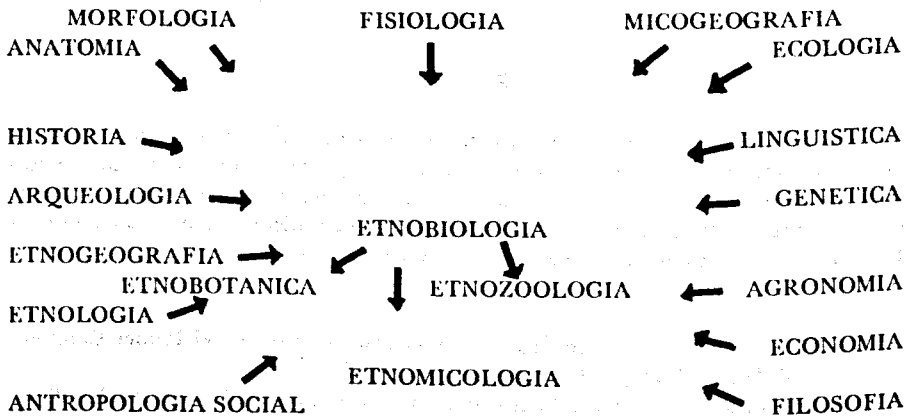 MORFOLOGIA FISIOLOGIA MICOGEOGRAFIA
ANATOMIA ECOLOGIA
HISTORIA LINGUISTICA
ARQUEOLOGIA GENETICA
ETNOBIOLOGIA
ETNOGEOGRAFIA
ETNOBOTANICA ETNOZOOLOGIA AGRONOMIA
ETNOLOGIA
ECONOMIA
ETNOMICOLOGIA
ANTROPOLOGIA SOCIAL FILOSOFIA